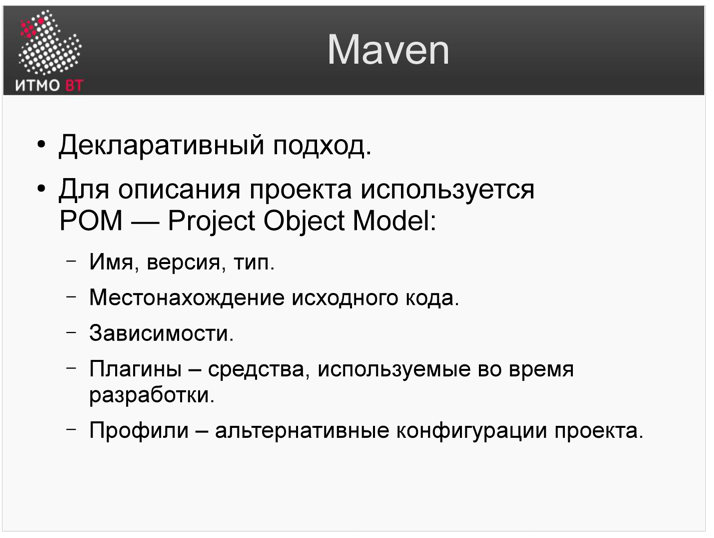 Maven
ИТМО ВТ
• Декларативный подход.
• Для описания проекта используется
POM — Project Object Model:
– Имя, версия, тип.
– Местонахождение исходного кода.
– Зависимости.
– Плагины – средства, используемые во время
разработки.
– Профили – альтернативные конфигурации проекта.